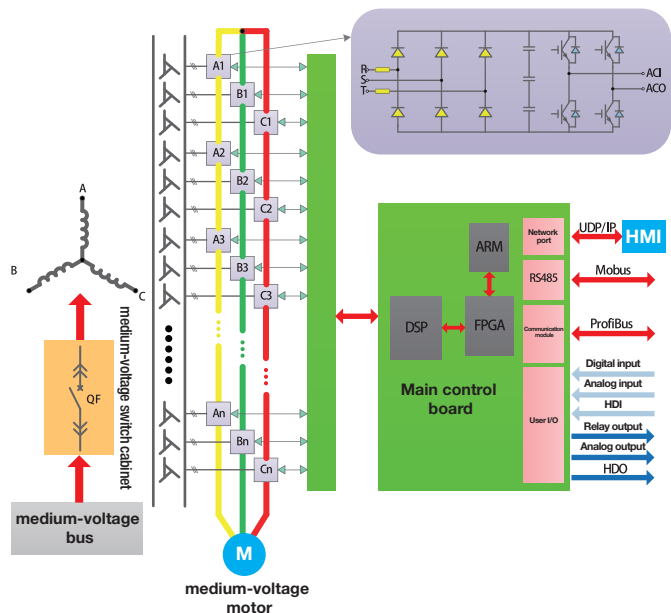 A
B
C
QF
medium-voltage switch cabinet
medium-voltage
bus
A1
B1
C1
A2
B2
C2
A3
B3
C3
An
Bn
Cn
M
medium-voltage
motor
R
S
T
ACI
ACO
DSP
ARM
FPGA
Main control
board
Network
port
RS485
Communication
module
User I/O
UDP/IP
HMI
Mobus
ProfiBus
Digital input
Analog input
HDI
Relay output
Analog output
HDO